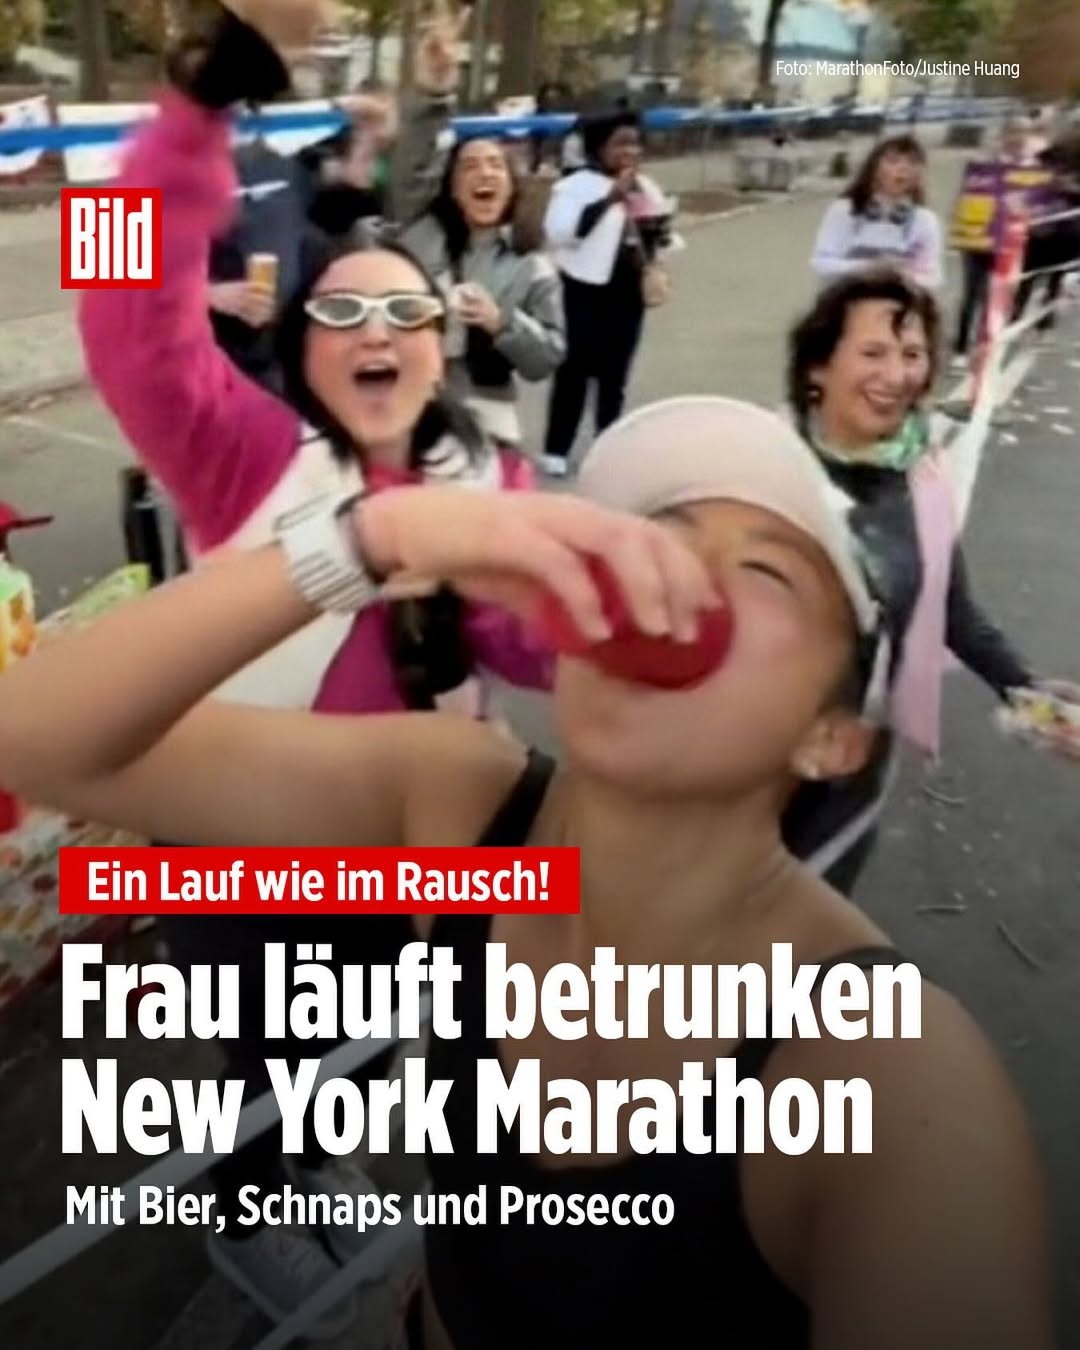 Foto: MarathonFoto/Justine Huang
Bild
Ein Lauf wie im Rausch!
Frau läuft betrunken
New York Marathon
Mit Bier, Schnaps und Prosecco